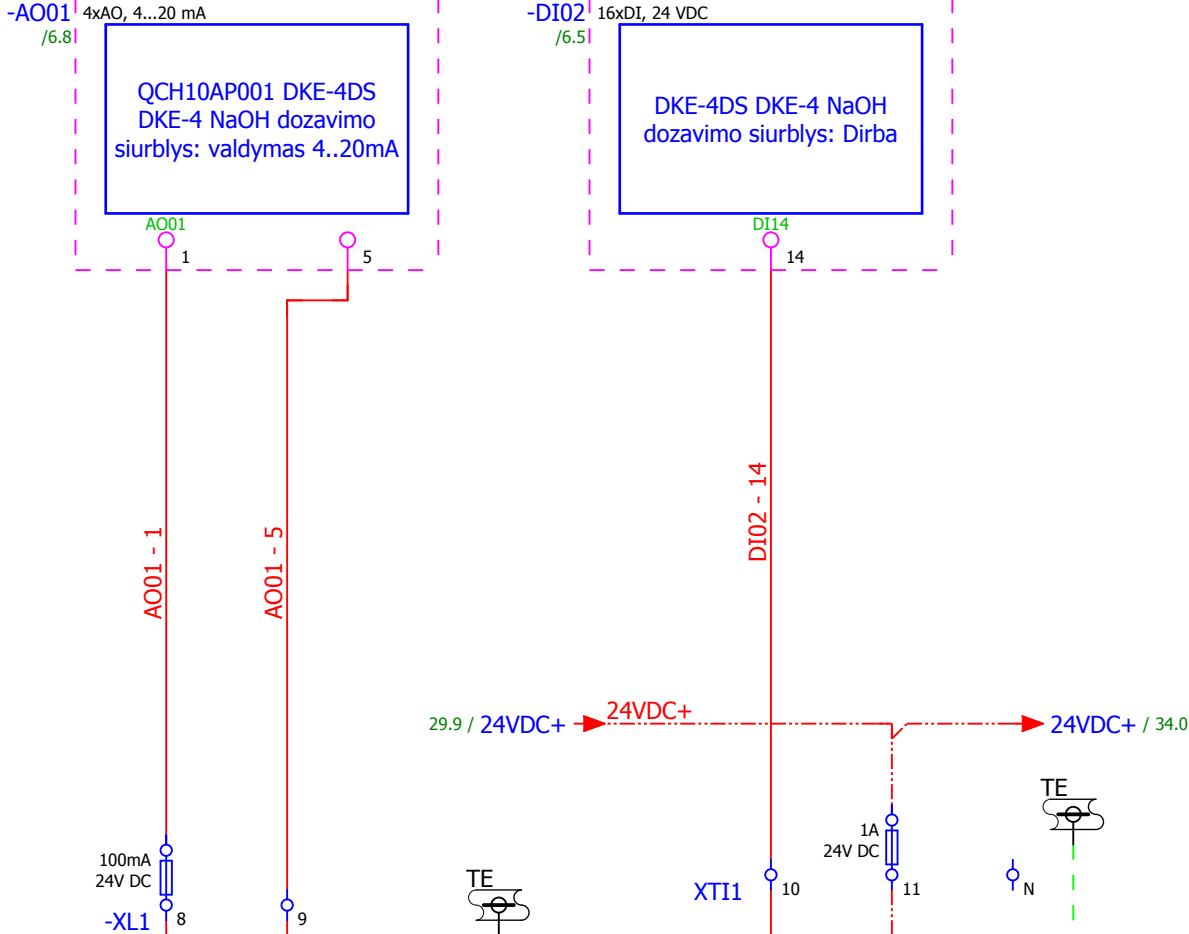 -AO01 4xAO, 4...20 mA
/6.8
QCH10AP001 DKE-4DS
DKE-4 NaOH dozavimo
siurblys: valdymas 4..20mA
AO01
1
5
-DI02 16xDI, 24 VDC
/6.5
DKE-4DS DKE-4 NaOH
dozavimo siurblys: Dirba
DI14
14
AO01 - 1
AO01 - 5
DI02 - 14
29.9 / 24VDC+
24VDC+
24VDC+ / 34.0
100mA
24V DC
-XL1
8
9
TE
XTI1
10
1A
24V DC
11
N
TE